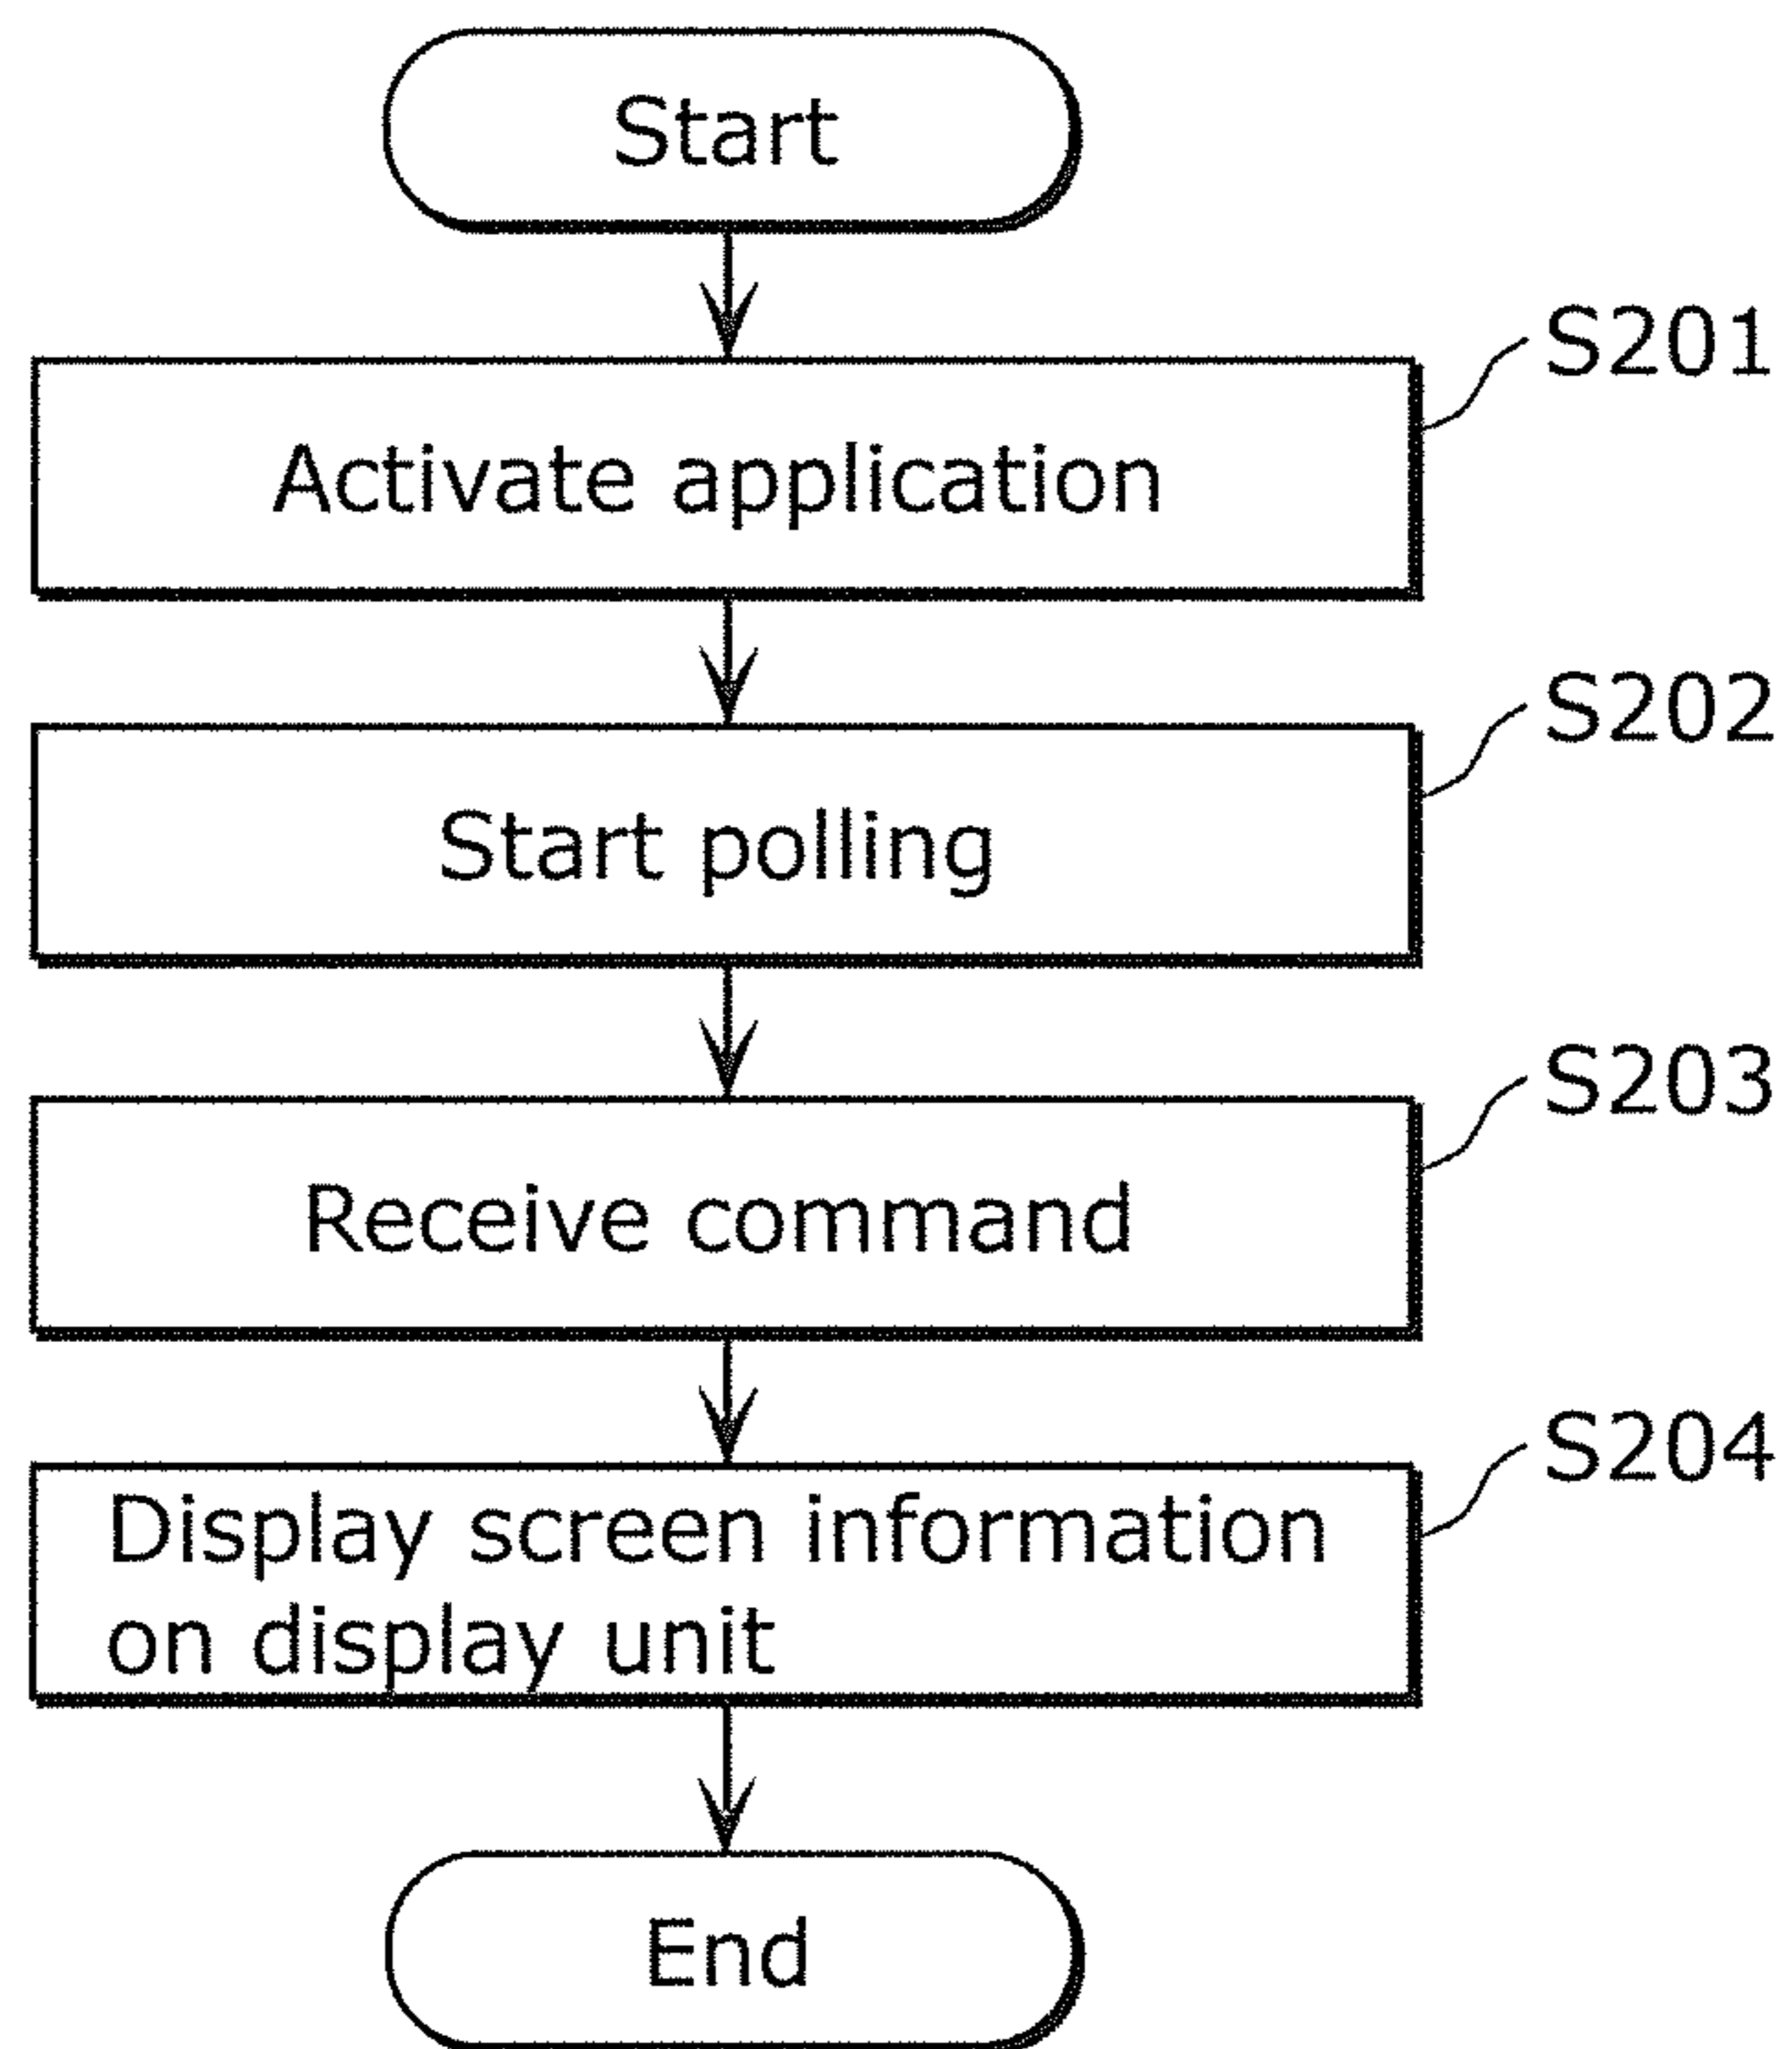 Start
S201
Activate application
S202
Start polling
S203
Receive command
S204
Display screen information
on display unit
End